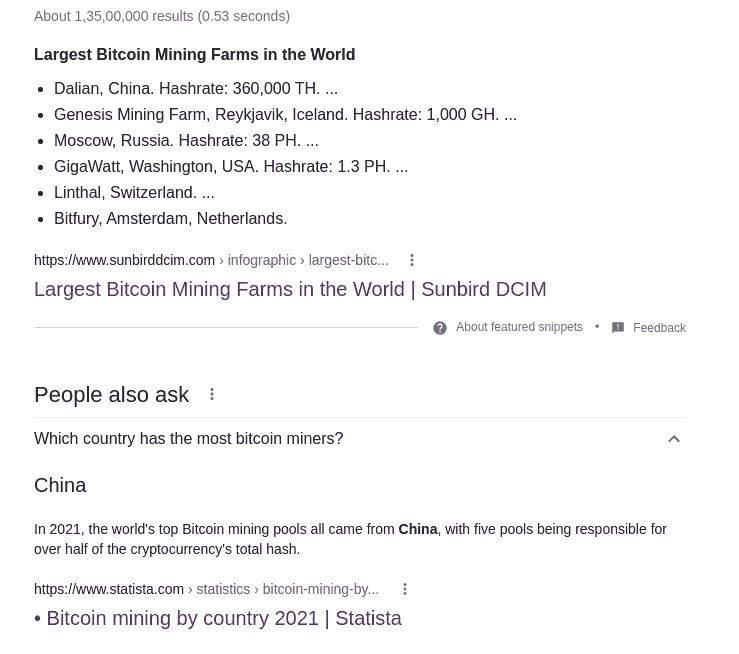 About 1,35,00,000 results (0.53 seconds)
Largest Bitcoin Mining Farms in the World
• Dalian, China. Hashrate: 360,000 TH. ...
• Genesis Mining Farm, Reykjavik, Iceland. Hashrate: 1,000 GH. ...
• Moscow, Russia. Hashrate: 38 PH. ...
• GigaWatt, Washington, USA. Hashrate: 1.3 PH. ...
• Linthal, Switzerland. ...
• Bitfury, Amsterdam, Netherlands.
https://www.sunbirddcim.com › infographic › largest-bitc...
Largest Bitcoin Mining Farms in the World | Sunbird DCIM
About featured snippets • Feedback
People also ask
Which country has the most bitcoin miners?
China
In 2021, the world's top Bitcoin mining pools all came from China, with five pools being responsible for
over half of the cryptocurrency's total hash.
https://www.statista.com › statistics › bitcoin-mining-by...
• Bitcoin mining by country 2021 | Statista